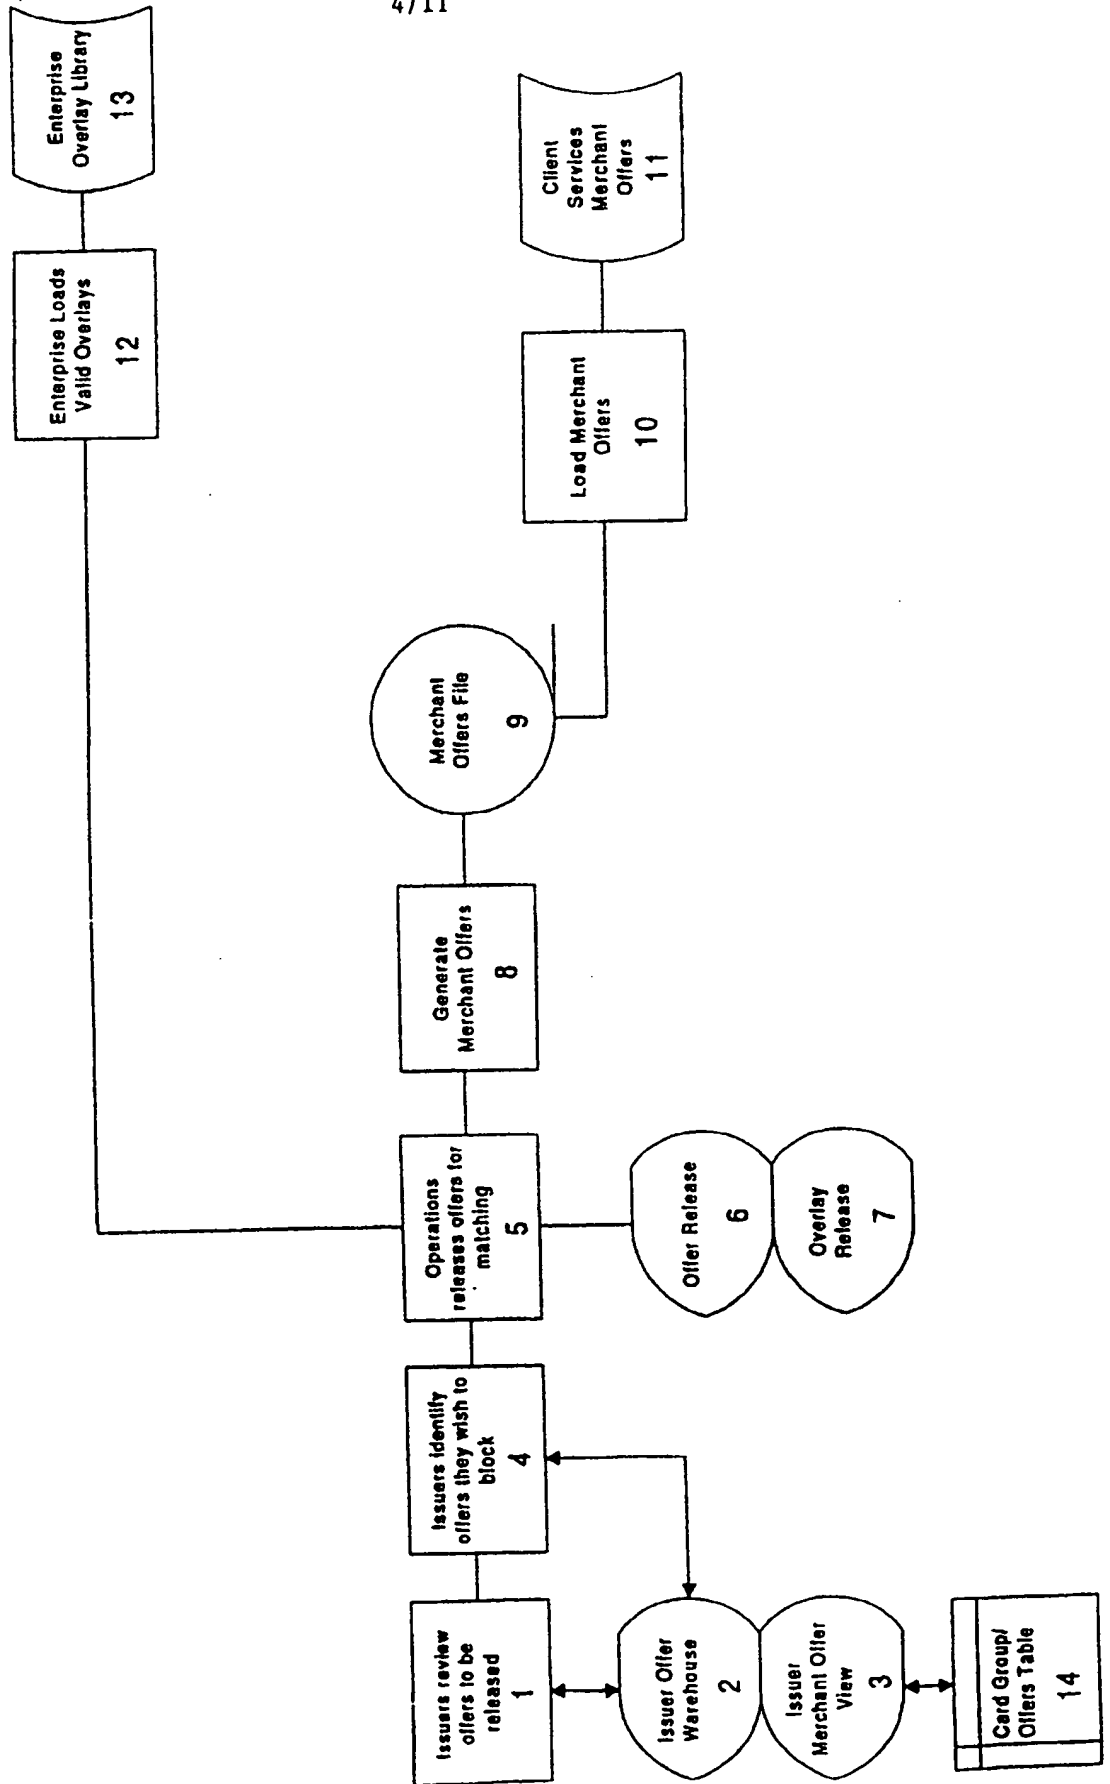 4/11
Issuers review
offers to be
released
1
Issuer Offer
Warehouse
2
Issuer
Merchant Offer
View
3
Issuers identify
offers they wish to
block
4
Operations
releases offers for
matching
5
Offer Release
6
Overlay
Release
7
Generate
Merchant Offers
8
Merchant
Offers File
9
Load Merchant
Offers
10
Client
Services
Merchant
Offers
11
Enterprise Loads
Valid Overlays
12
Enterprise
Overlay Library
13
Card Group/
Offers Table
14